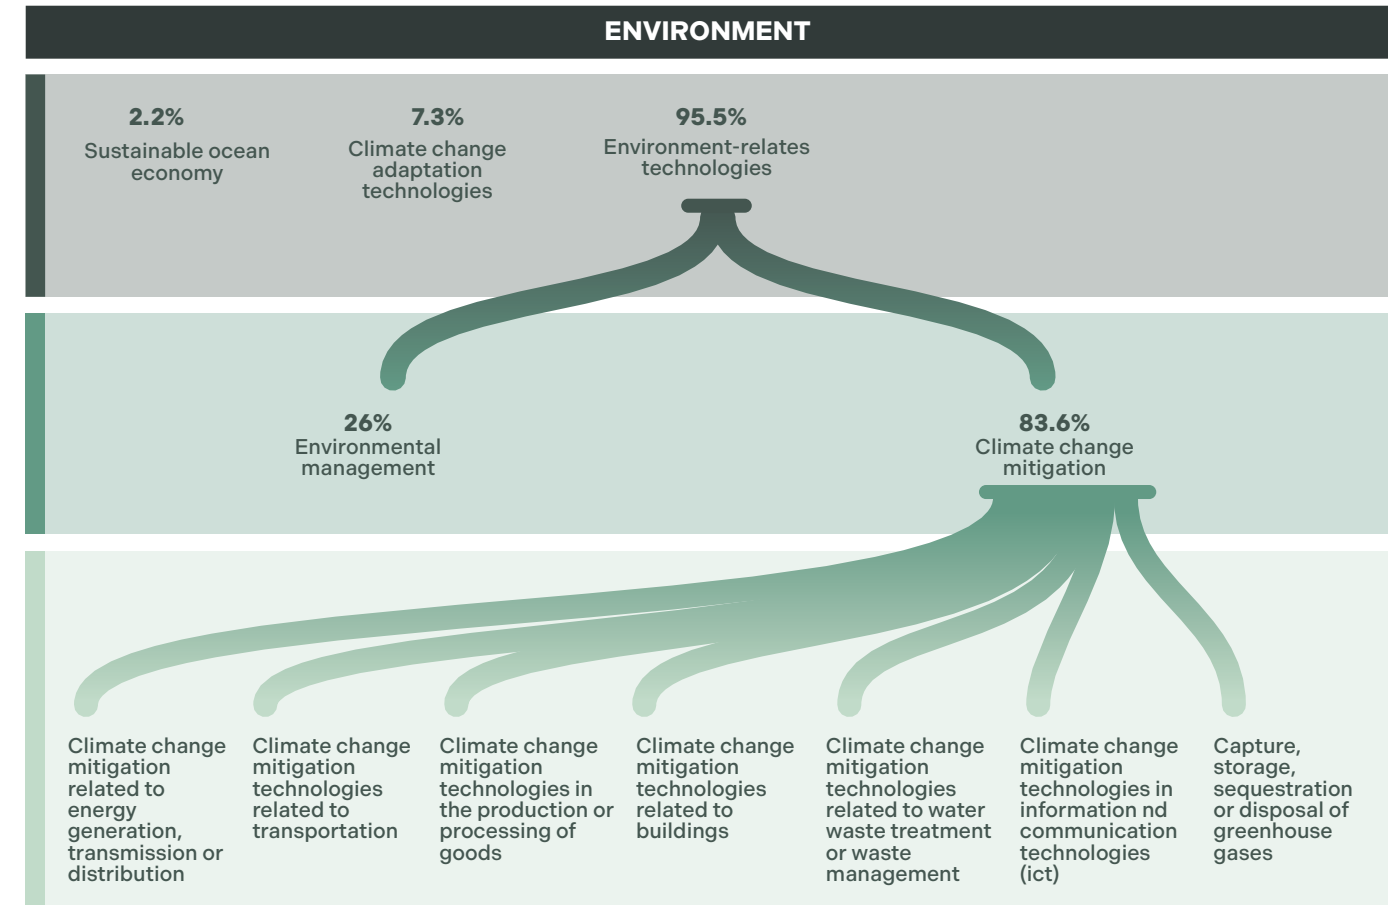 ENVIRONMENT
2.2%
Sustainable ocean
economy
7.3%
Climate change
adaptation
technologies
95.5%
Environment-relates
technologies
26%
Environmental
management
83.6%
Climate change
mitigation
Climate change
mitigation
related to
energy
generation,
transmission or
distribution
Climate change
mitigation
technologies
related to
transportation
Climate change
mitigation
technologies in
the production or
processing of
goods
Climate change
mitigation
technologies
related to
buildings
Climate change
mitigation
technologies
related to water
waste treatment
or waste
management
Climate change
mitigation
technologies in
information nd
communication
technologies
(ict)
Capture,
storage,
sequestration
or disposal of
greenhouse
gases